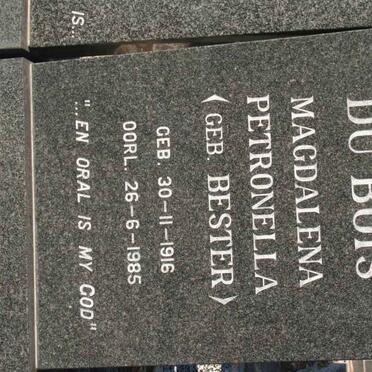 DU BUIS
MAGDALENA
PETRONELLA
(GEB. BESTER)
GEB. 30-11-1916
OORL. 26-6-1985
"...EN ORAL IS MY GOD"
IS...